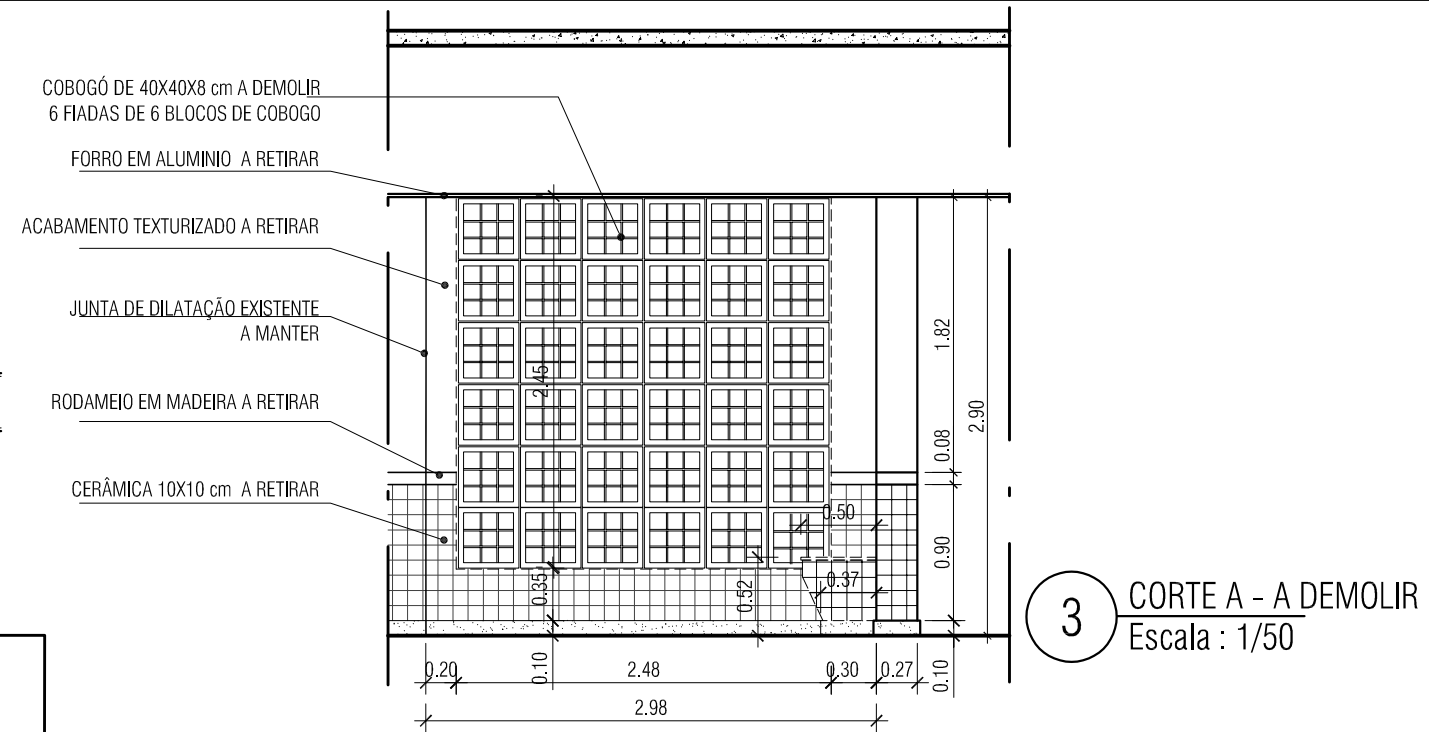 COBOGÓ DE 40X40X8 cm A DEMOLIR
6 FIADAS DE 6 BLOCOS DE COBOGO
FORRO EM ALUMINIO A RETIRAR
ACABAMENTO TEXTURIZADO A RETIRAR
JUNTA DE DILATAÇÃO EXISTENTE
A MANTER
RODAMEIO EM MADEIRA A RETIRAR
CERÂMICA 10X10 cm A RETIRAR
2.45
0.35
0.10
0.52
0.50
0.37
1.82
0.08
0.90
0.10
2.90
0.20
2.48
0.30
0.27
2.98
3
CORTE A - A DEMOLIR
Escala : 1/50